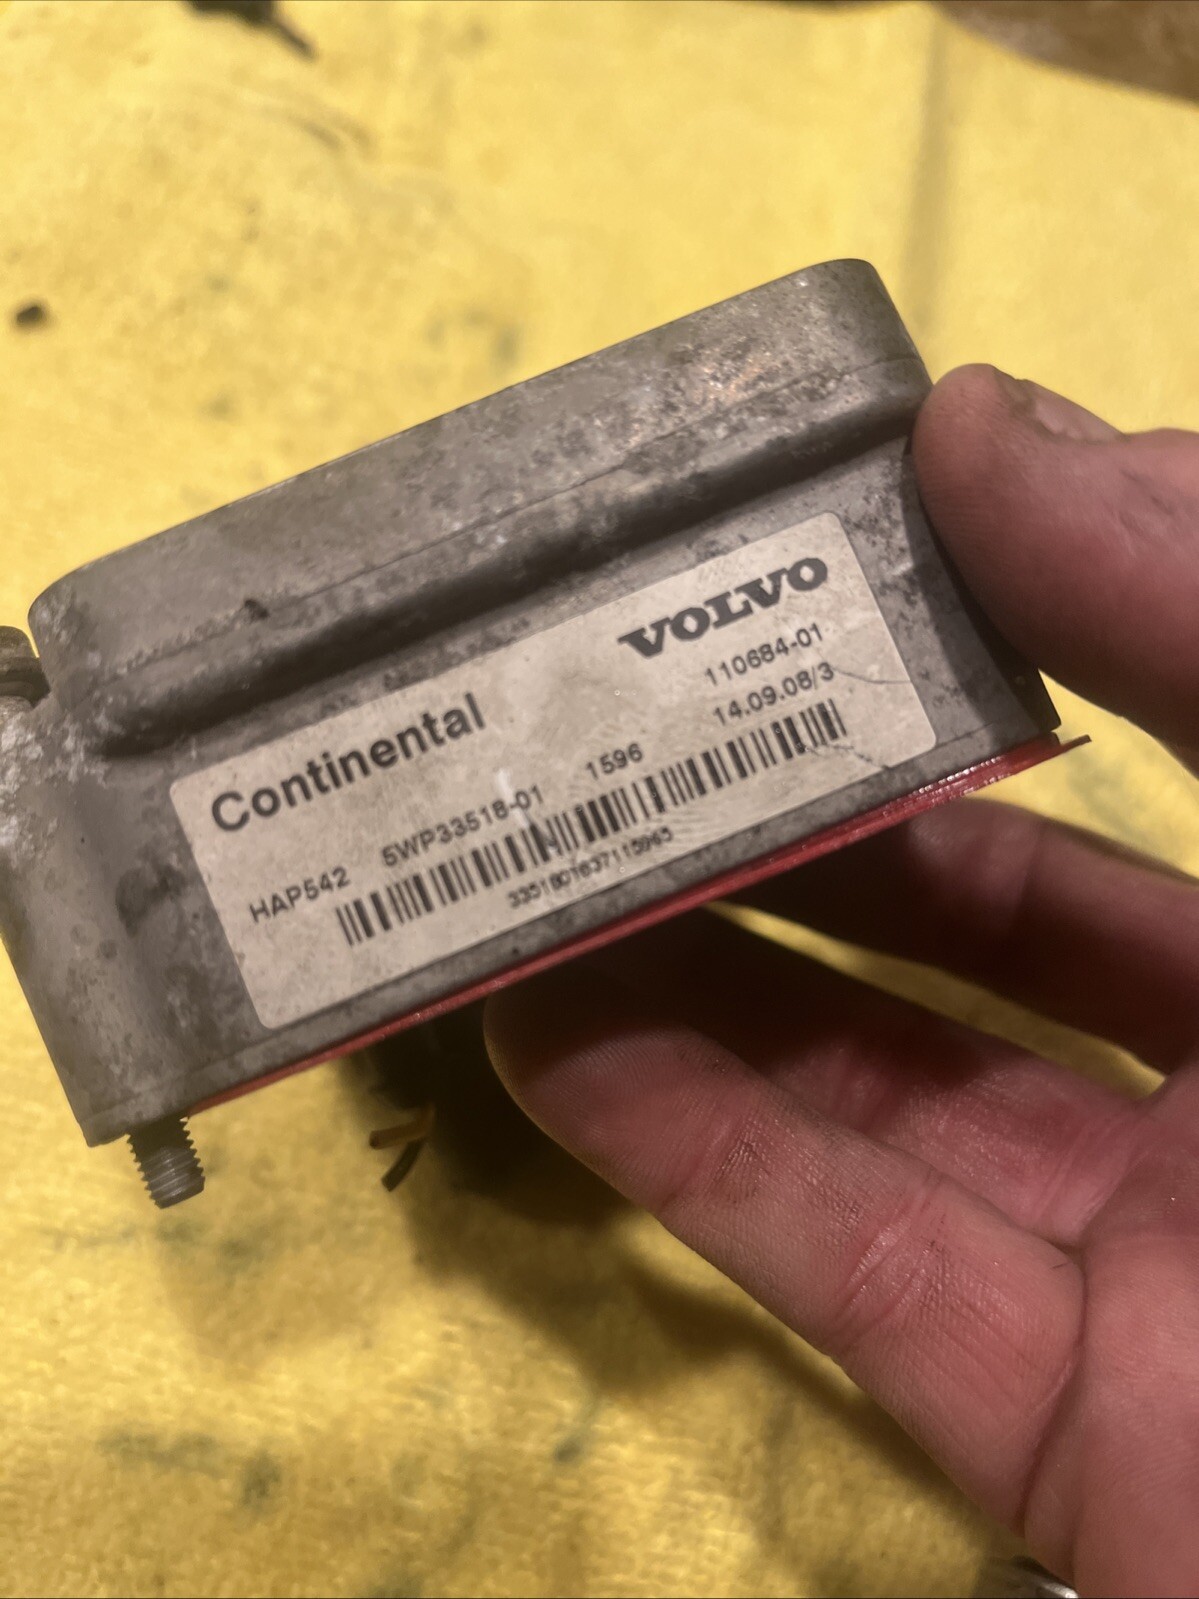 VOLVO
Continental
110684-01
HAP542 5WP33518-01 1596 14.09.08/3